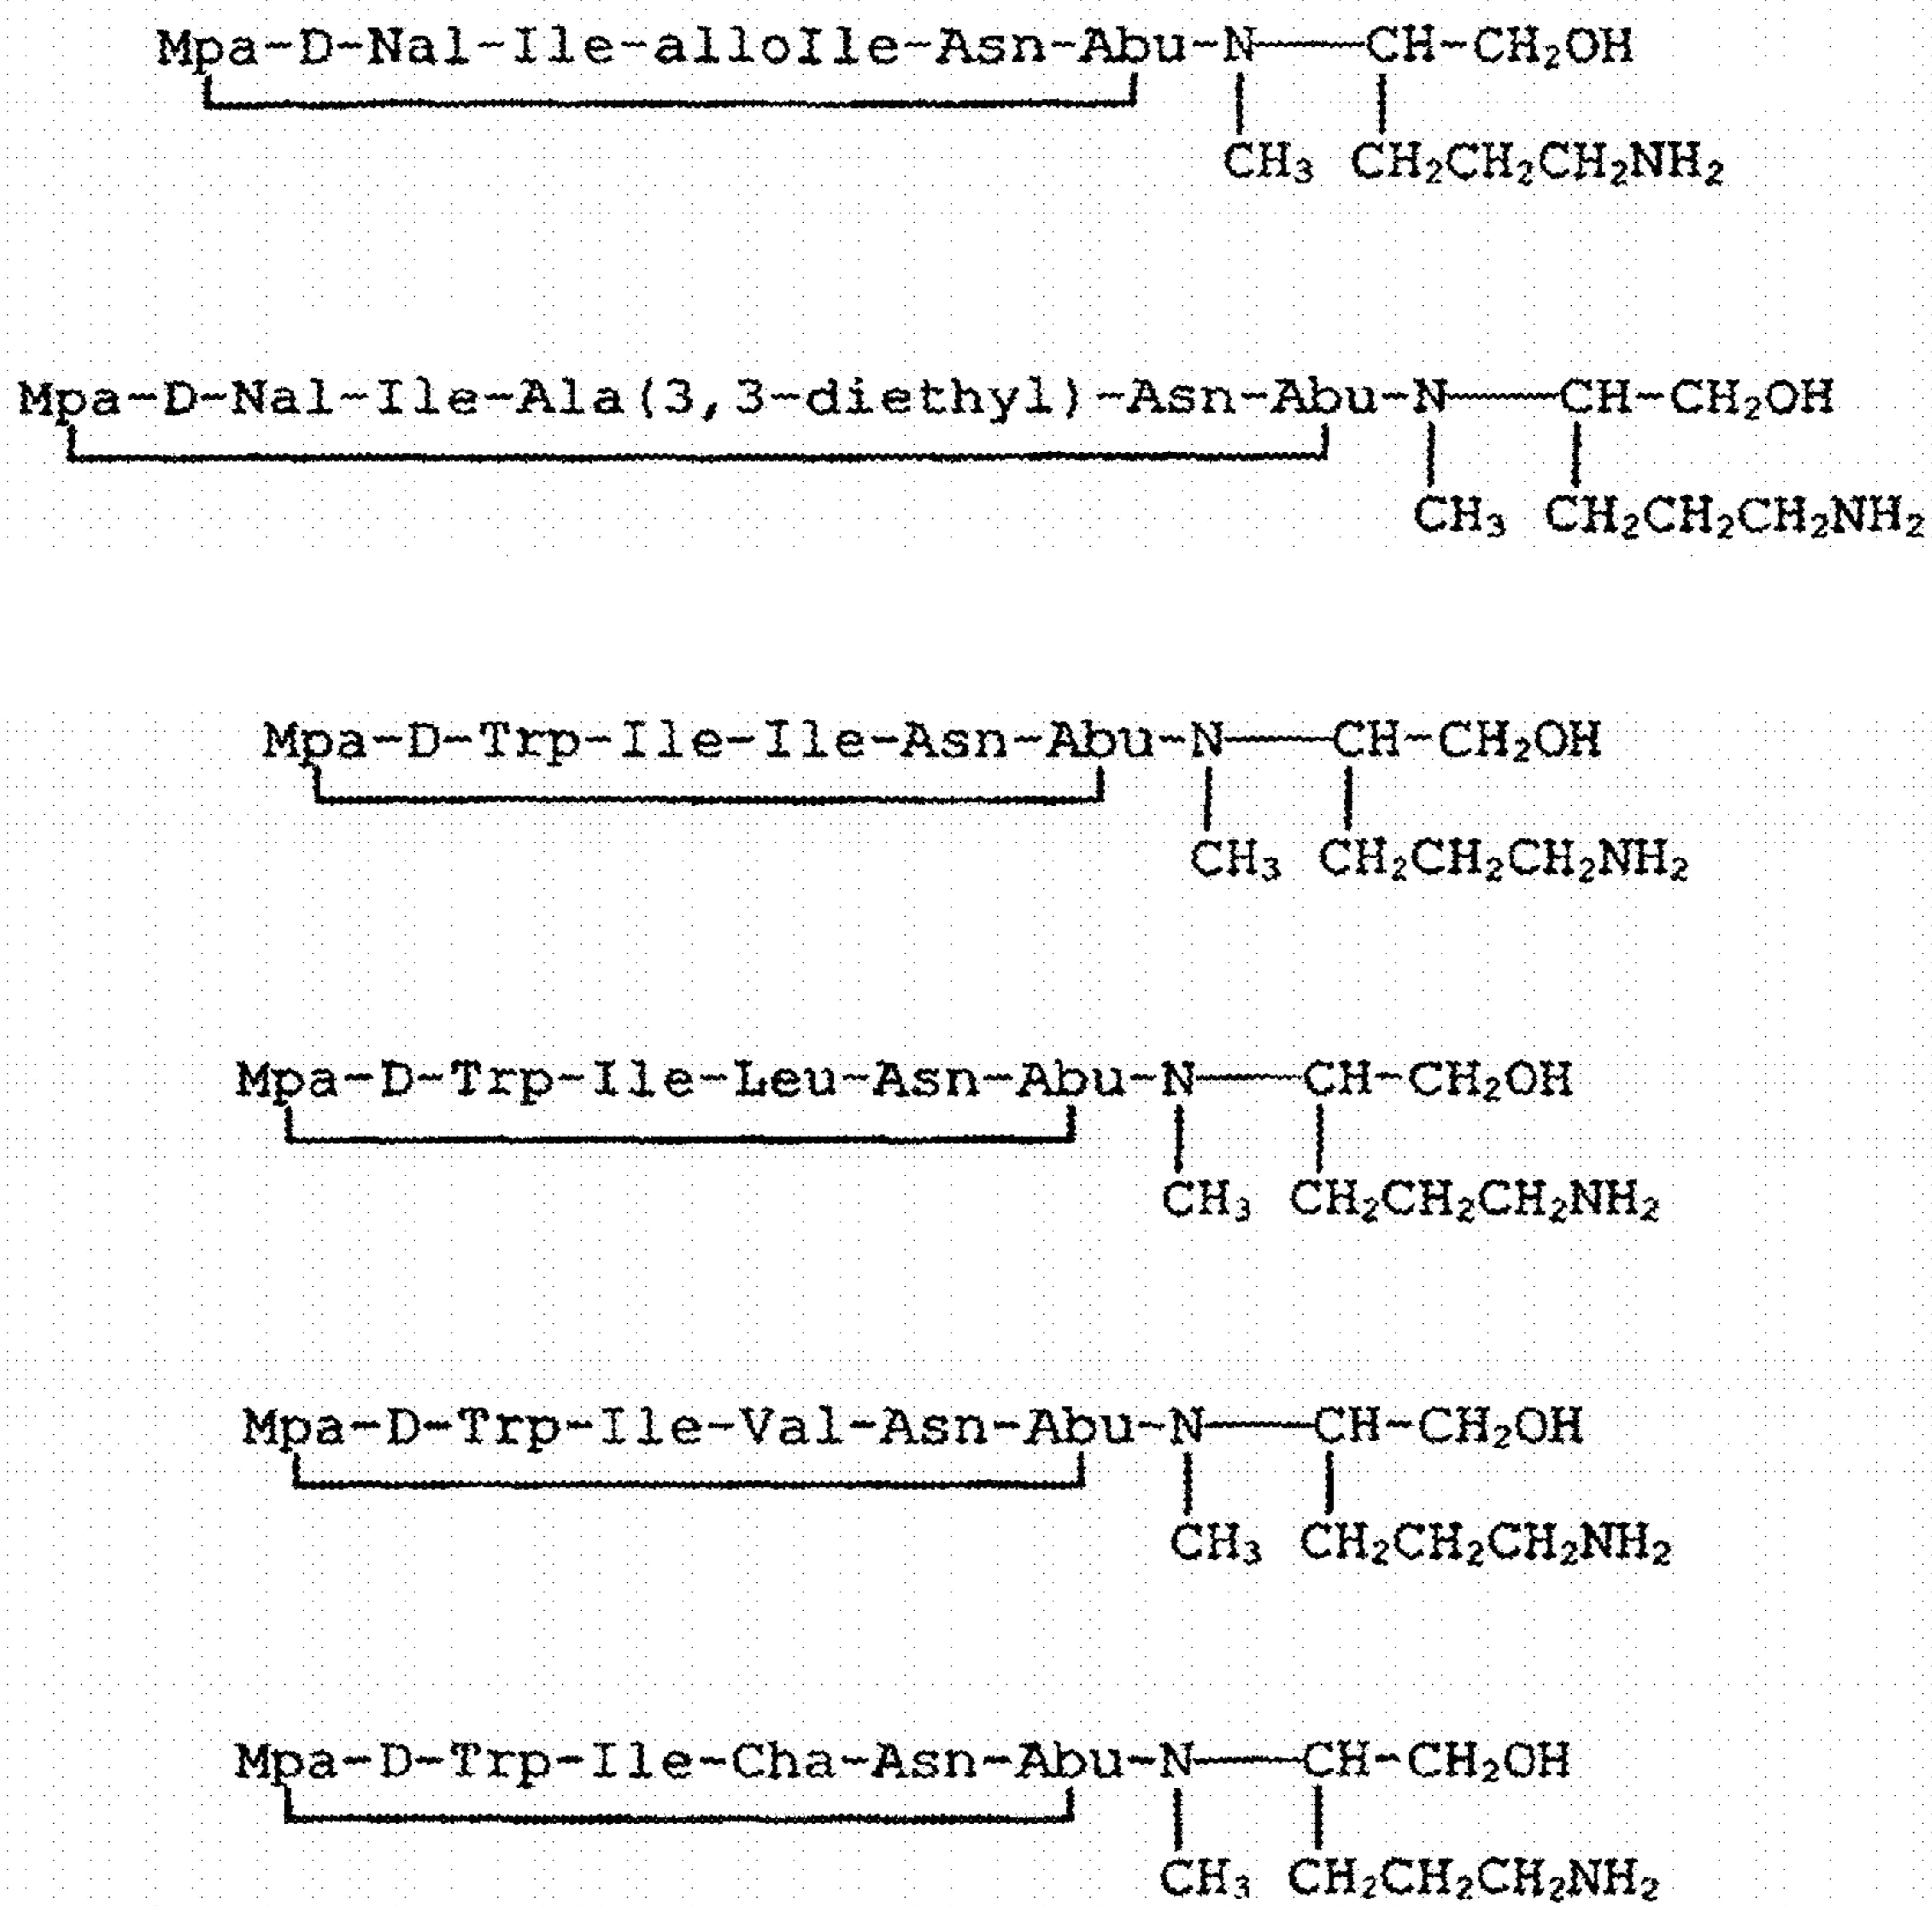 Mpa-D-Nal-Ile-alloIle-Asn-Abu-N——CH-CH₂OH
CH₃ CH₂CH₂CH₂NH₂
Mpa-D-Nal-Ile-Ala(3,3-diethyl)-Asn-Abu-N——CH-CH₂OH
CH₃ CH₂CH₂CH₂NH₂
Mpa-D-Trp-Ile-Ile-Asn-Abu-N——CH-CH₂OH
CH₃ CH₂CH₂CH₂NH₂
Mpa-D-Trp-Ile-Leu-Asn-Abu-N——CH-CH₂OH
CH₃ CH₂CH₂CH₂NH₂
Mpa-D-Trp-Ile-Val-Asn-Abu-N——CH-CH₂OH
CH₃ CH₂CH₂CH₂NH₂
Mpa-D-Trp-Ile-Cha-Asn-Abu-N——CH-CH₂OH
CH₃ CH₂CH₂CH₂NH₂